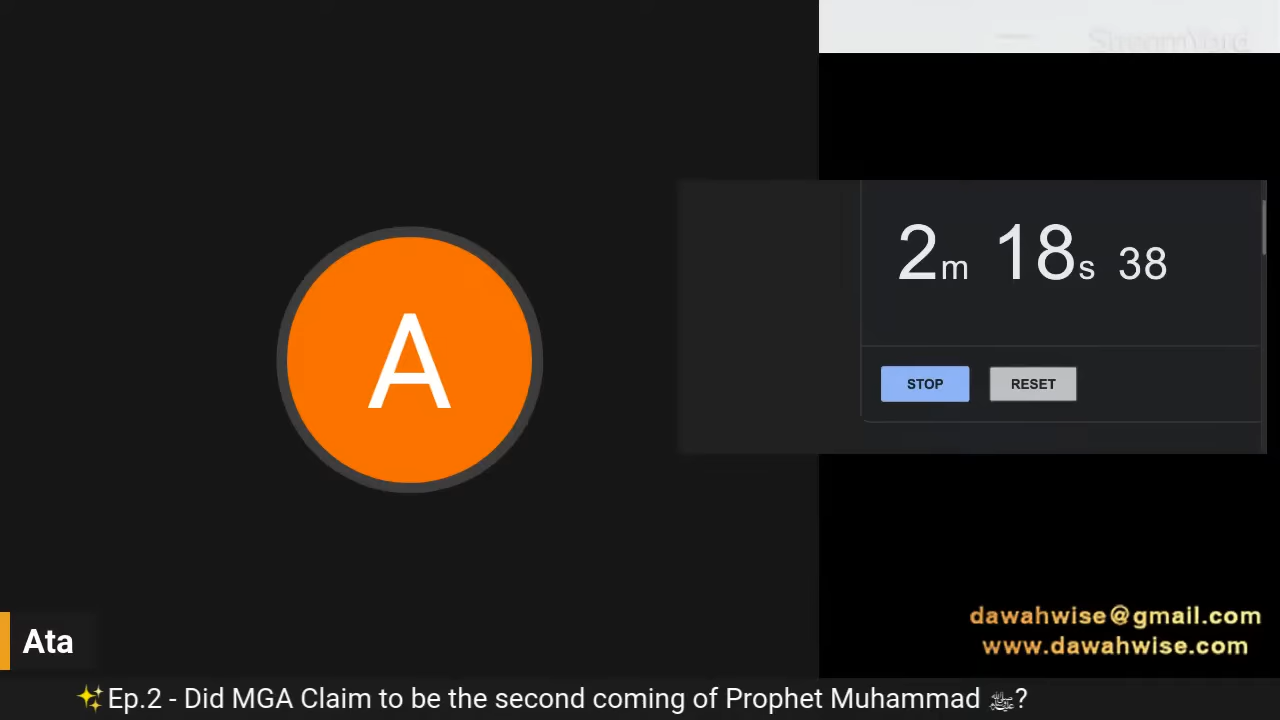 StreamYard
A
2m 18s 38
STOP
RESET
dawahwise@gmail.com
www.dawahwise.com
Ata
✨Ep.2 - Did MGA Claim to be the second coming of Prophet Muhammad ﷺ?